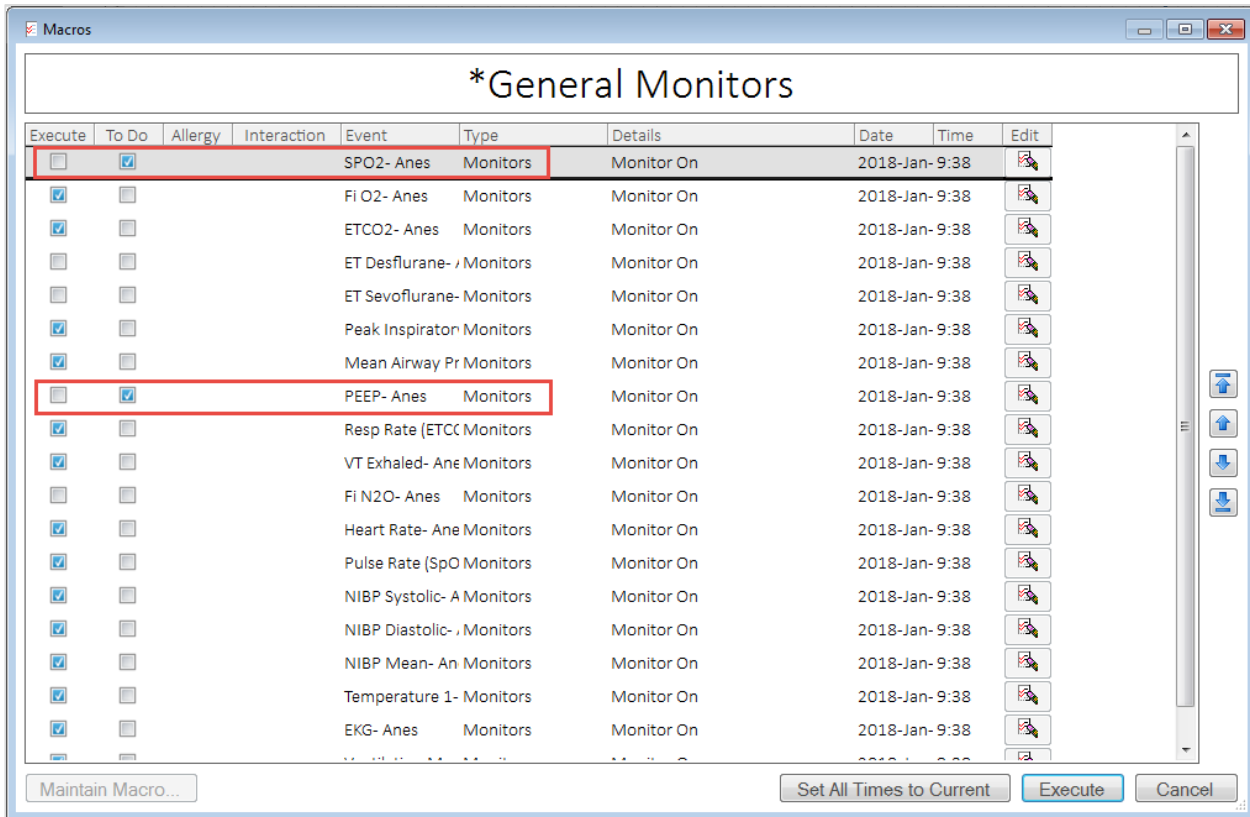 Macros
*General Monitors
Execute To Do Allergy Interaction Event Type Details Date Time Edit
SPO2- Anes Monitors Monitor On 2018-Jan- 9:38
Fi O2- Anes Monitors Monitor On 2018-Jan- 9:38
ETCO2- Anes Monitors Monitor On 2018-Jan- 9:38
ET Desflurane- Monitors Monitor On 2018-Jan- 9:38
ET Sevoflurane- Monitors Monitor On 2018-Jan- 9:38
Peak Inspirator Monitors Monitor On 2018-Jan- 9:38
Mean Airway Pr Monitors Monitor On 2018-Jan- 9:38
PEEP- Anes Monitors Monitor On 2018-Jan- 9:38
Resp Rate (ETC Monitors Monitor On 2018-Jan- 9:38
VT Exhaled- Ane Monitors Monitor On 2018-Jan- 9:38
Fi N2O- Anes Monitors Monitor On 2018-Jan- 9:38
Heart Rate- Ane Monitors Monitor On 2018-Jan- 9:38
Pulse Rate (SpO Monitors Monitor On 2018-Jan- 9:38
NIBP Systolic- A Monitors Monitor On 2018-Jan- 9:38
NIBP Diastolic- Monitors Monitor On 2018-Jan- 9:38
NIBP Mean- An Monitors Monitor On 2018-Jan- 9:38
Temperature 1- Monitors Monitor On 2018-Jan- 9:38
EKG- Anes Monitors Monitor On 2018-Jan- 9:38
Maintain Macro... Set All Times to Current Execute Cancel